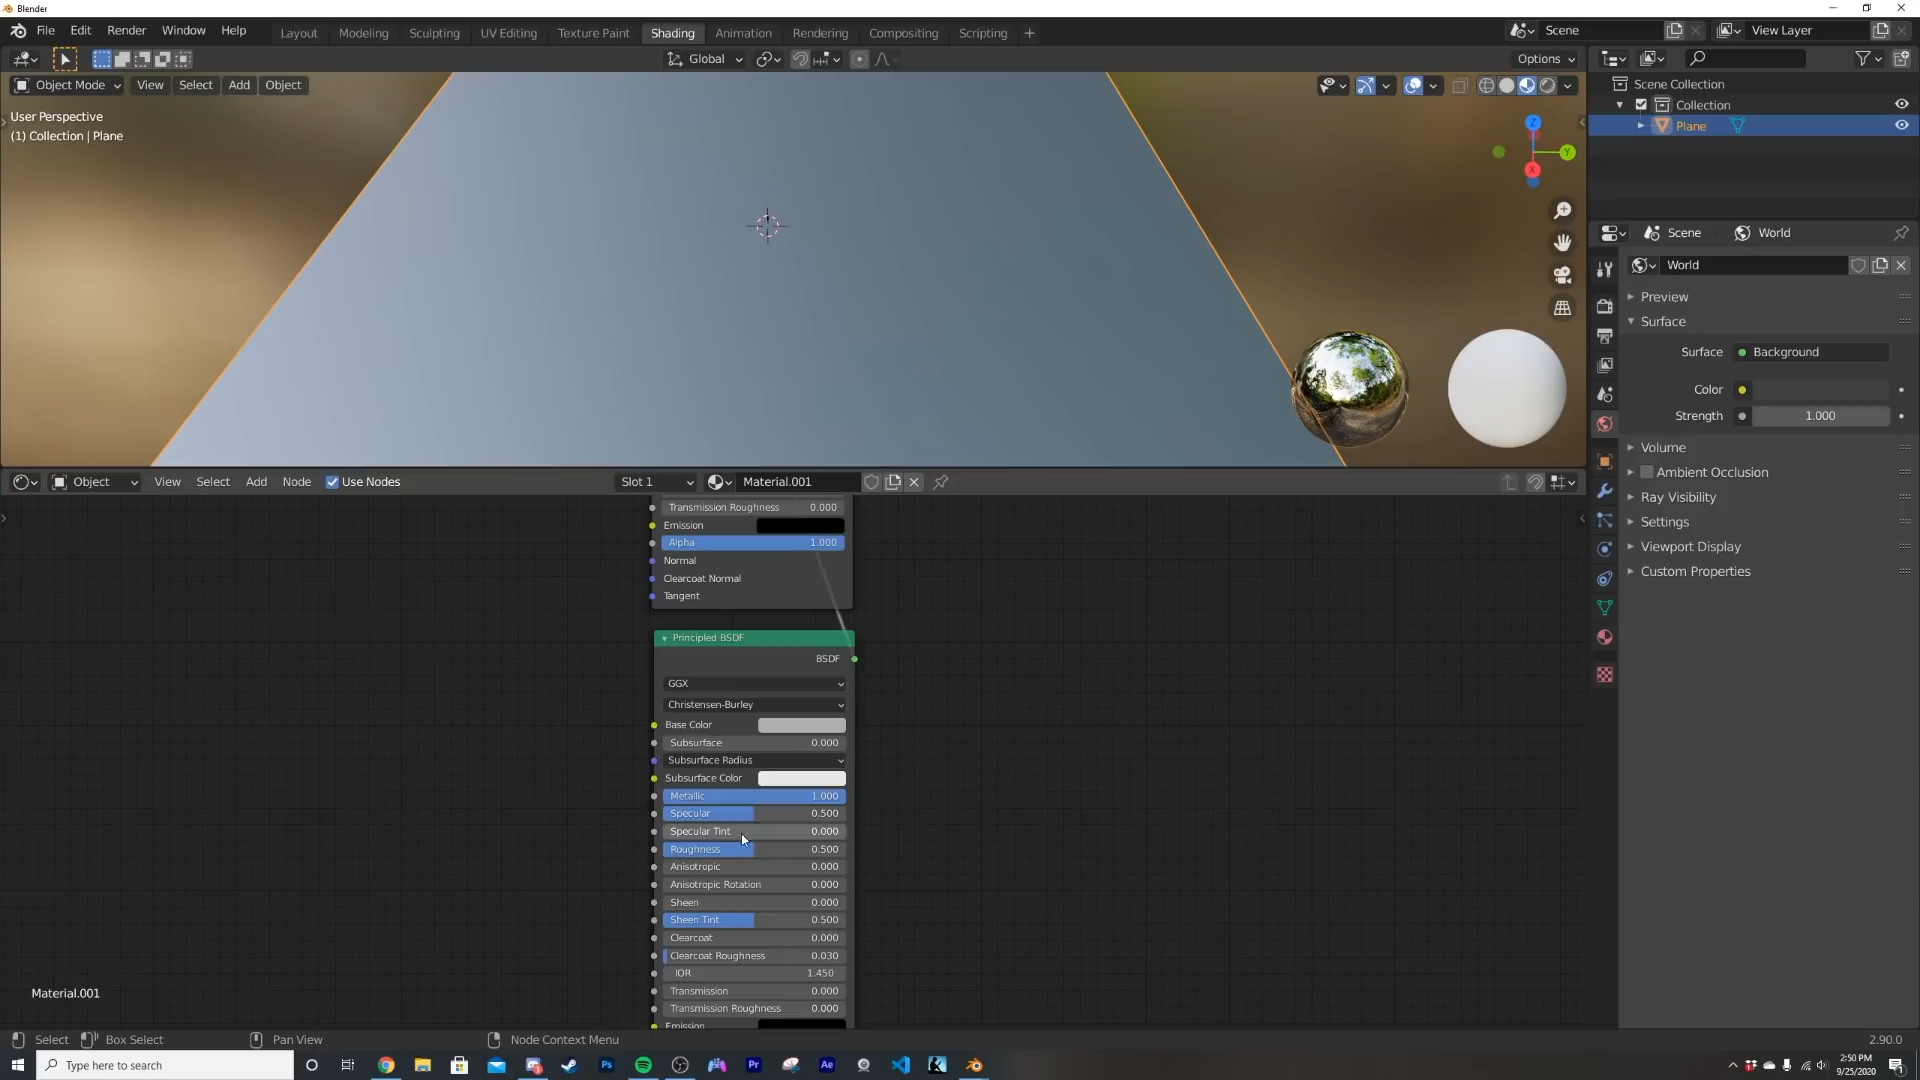 Blender
File Edit Render Window Help
Layout Modeling Sculpting UV Editing Texture Paint Shading Animation Rendering Compositing Scripting
Scene
View Layer
Global
Options
Object Mode View Select Add Object
User Perspective
(1) Collection | Plane
Z
Y
X
Scene Collection
Collection
Plane
Scene World
World
Preview
Surface
Surface Background
Color
Strength 1.000
Volume
Ambient Occlusion
Ray Visibility
Settings
Viewport Display
Custom Properties
Object View Select Add Node Use Nodes Slot 1 Material.001
Transmission Roughness 0.000
Emission
Alpha 1.000
Normal
Clearcoat Normal
Tangent
Principled BSDF
BSDF
GGX
Christensen-Burley
Base Color
Subsurface 0.000
Subsurface Radius
Subsurface Color
Metallic 1.000
Specular 0.500
Specular Tint 0.000
Roughness 0.500
Anisotropic 0.000
Anisotropic Rotation 0.000
Sheen 0.000
Sheen Tint 0.500
Clearcoat 0.000
Clearcoat Roughness 0.030
IOR 1.450
Transmission 0.000
Transmission Roughness 0.000
Emission
Material.001
Select Box Select Pan View Node Context Menu 2.90.0
Type here to search
Ps Pr Ae
2:50 PM
9/25/2020